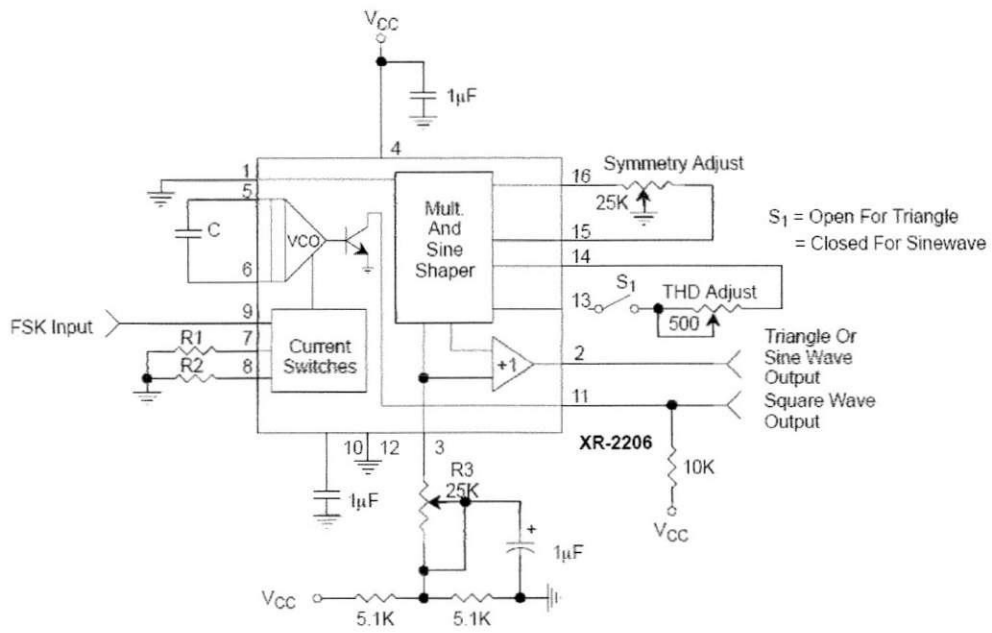 VCC
1µF
4
1
5
C
6
VCO
Mult.
And
Sine
Shaper
16
Symmetry Adjust
25K
15
14
S1 = Open For Triangle
= Closed For Sinewave
13
S1
THD Adjust
500
FSK Input
9
R1
7
R2
8
Current
Switches
+1
2
Triangle Or
Sine Wave
Output
11
Square Wave
Output
XR-2206
10
12
3
1µF
R3
25K
10K
VCC
+
1µF
VCC
5.1K
5.1K